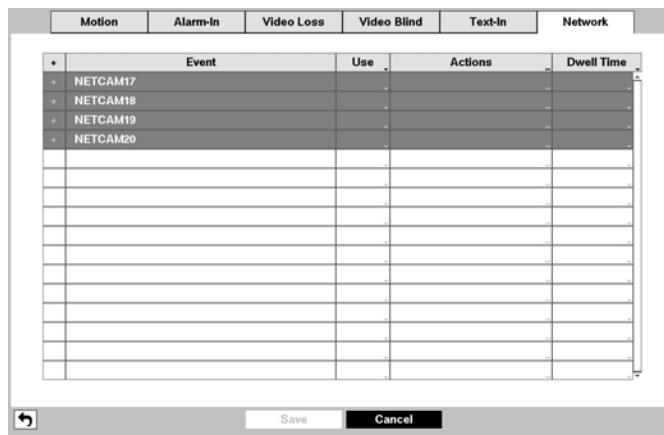 Motion Alarm-In Video Loss Video Blind Text-In Network
+ Event Use Actions Dwell Time
+ NETCAM17
+ NETCAM18
+ NETCAM19
+ NETCAM20
Save Cancel